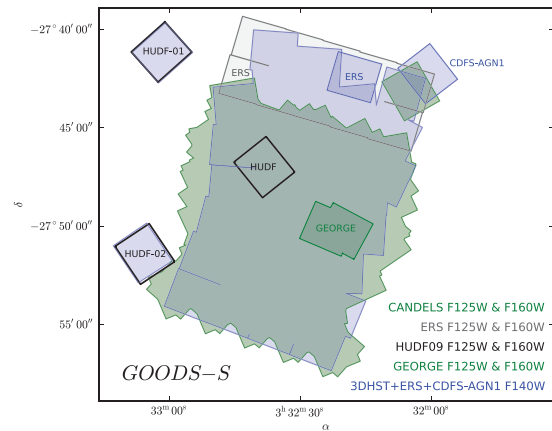 −27° 40′ 00″
HUDF-01
ERS
ERS
CDFS-AGN1
45′ 00″
HUDF
δ
−27° 50′ 00″
GEORGE
HUDF-02
CANDELS F125W & F160W
ERS F125W & F160W
55′ 00″
HUDF09 F125W & F160W
GEORGE F125W & F160W
GOODS−S
3DHST+ERS+CDFS-AGN1 F140W
33ᵐ 00ˢ
3ʰ 32ᵐ 30ˢ
32ᵐ 00ˢ
α